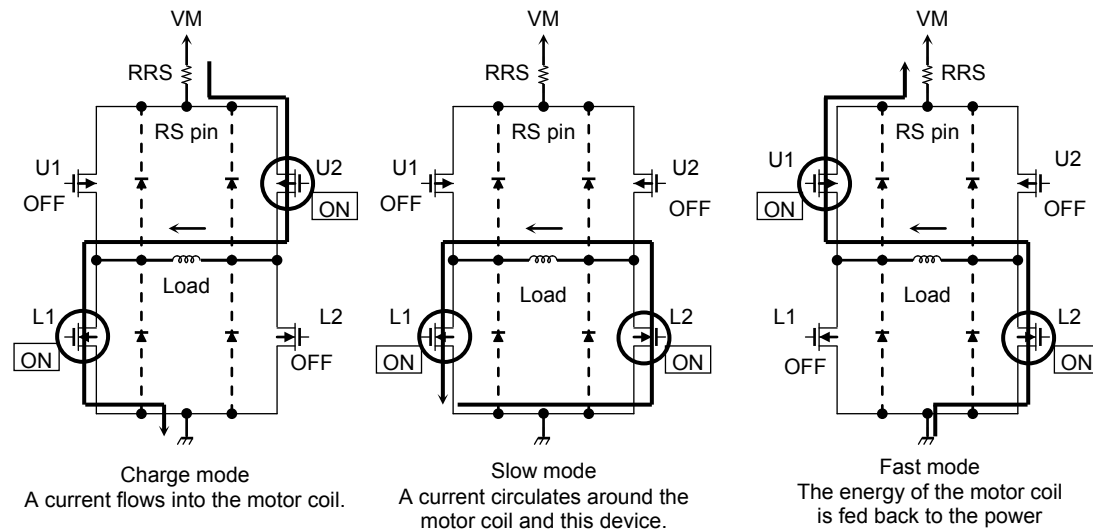 VM
RRS
RS pin
U1
OFF
U2
ON
Load
L1
ON
L2
OFF
Charge mode
A current flows into the motor coil.
VM
RRS
RS pin
U1
OFF
U2
OFF
Load
L1
ON
L2
ON
Slow mode
A current circulates around the
motor coil and this device.
VM
RRS
RS pin
U1
ON
U2
OFF
Load
L1
OFF
L2
ON
Fast mode
The energy of the motor coil
is fed back to the power